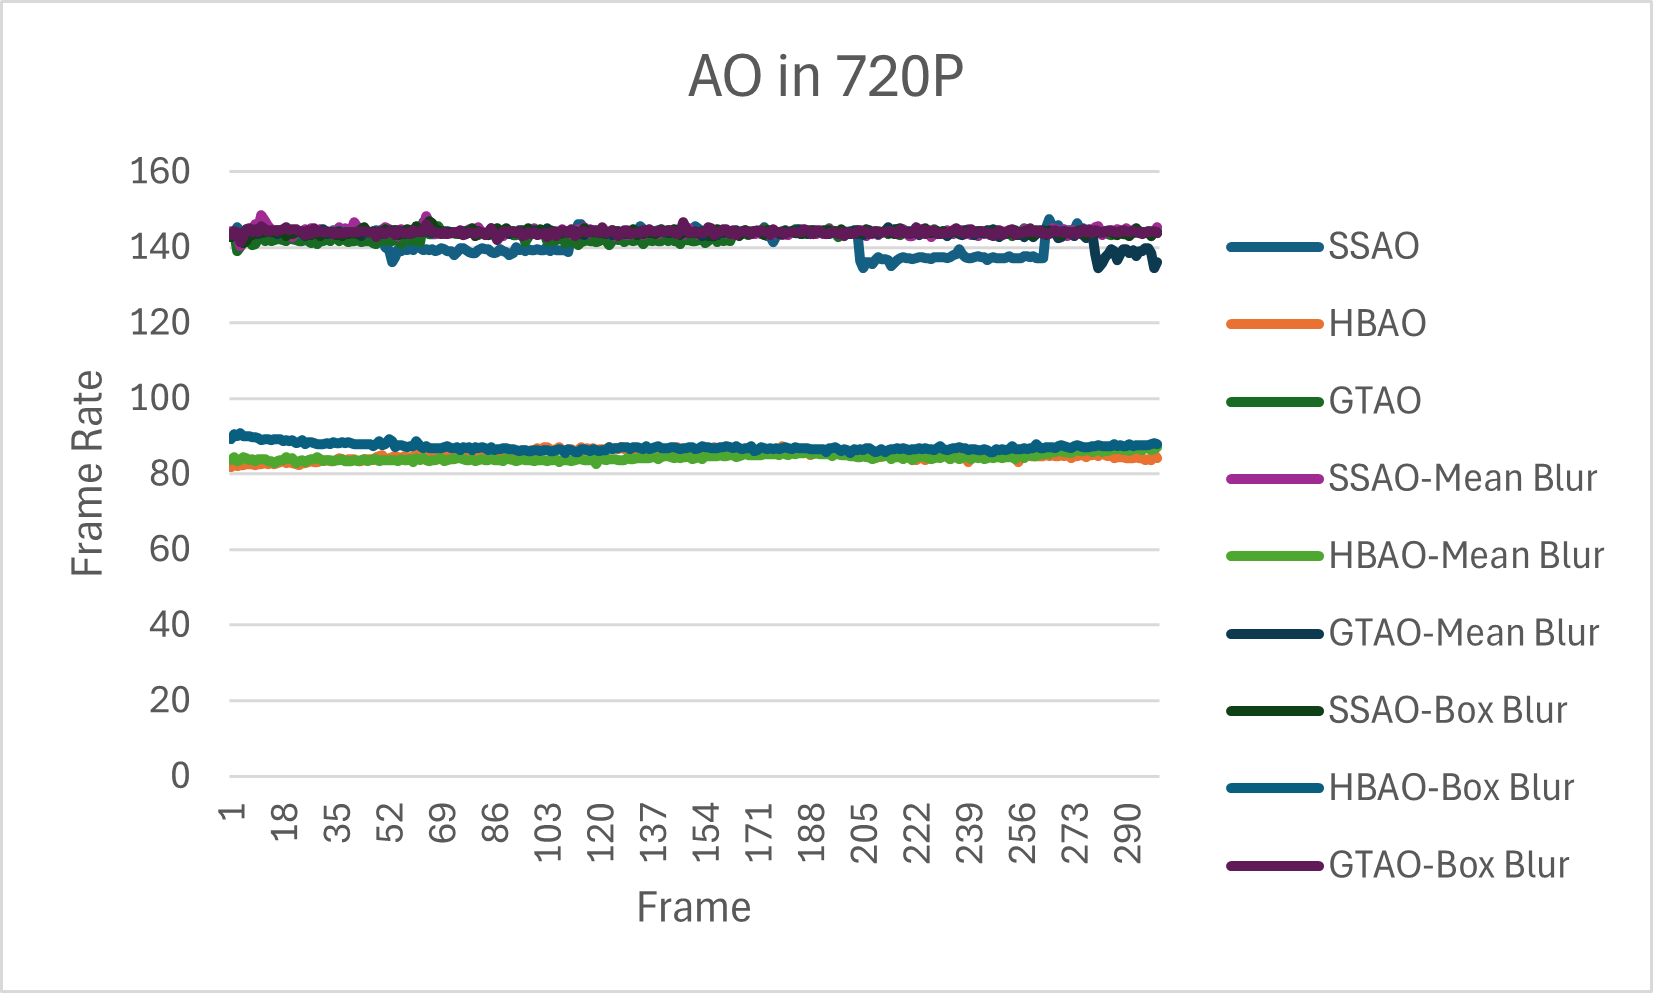 AO in 720P
160
140
120
100
80
60
40
20
0
Frame Rate
1 18 35 52 69 86 103 120 137 154 171 188 205 222 239 256 273 290
Frame
SSAO
HBAO
GTAO
SSAO-Mean Blur
HBAO-Mean Blur
GTAO-Mean Blur
SSAO-Box Blur
HBAO-Box Blur
GTAO-Box Blur